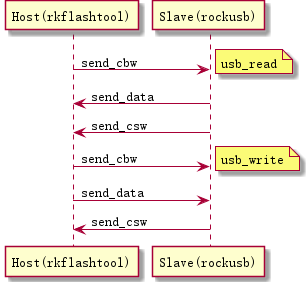 Host(rkflashtool) Slave(rockusb)
send_cbw
usb_read
send_data
send_csw
send_cbw
usb_write
send_data
send_csw
Host(rkflashtool) Slave(rockusb)